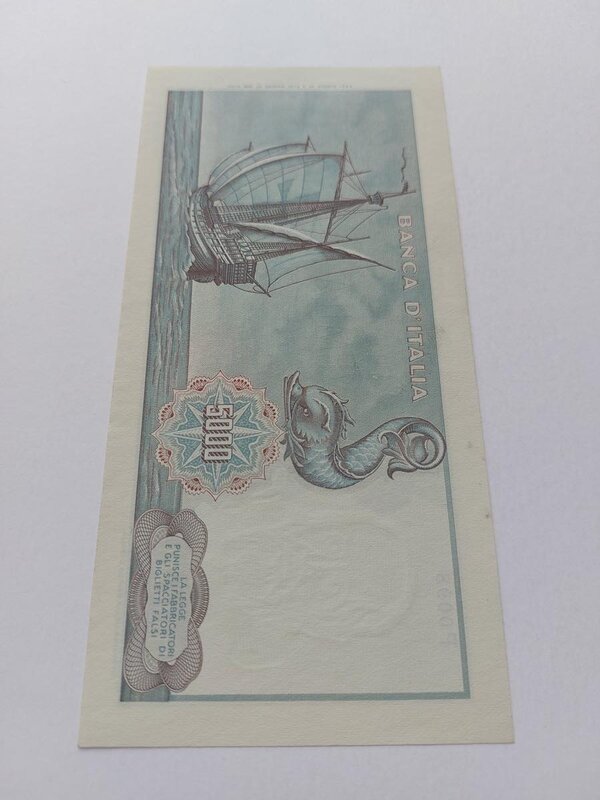 BANCA D'ITALIA
5000
LA LEGGE
PUNISCE I FABBRICATORI
E GLI SPACCIATORI DI
BIGLIETTI FALSI